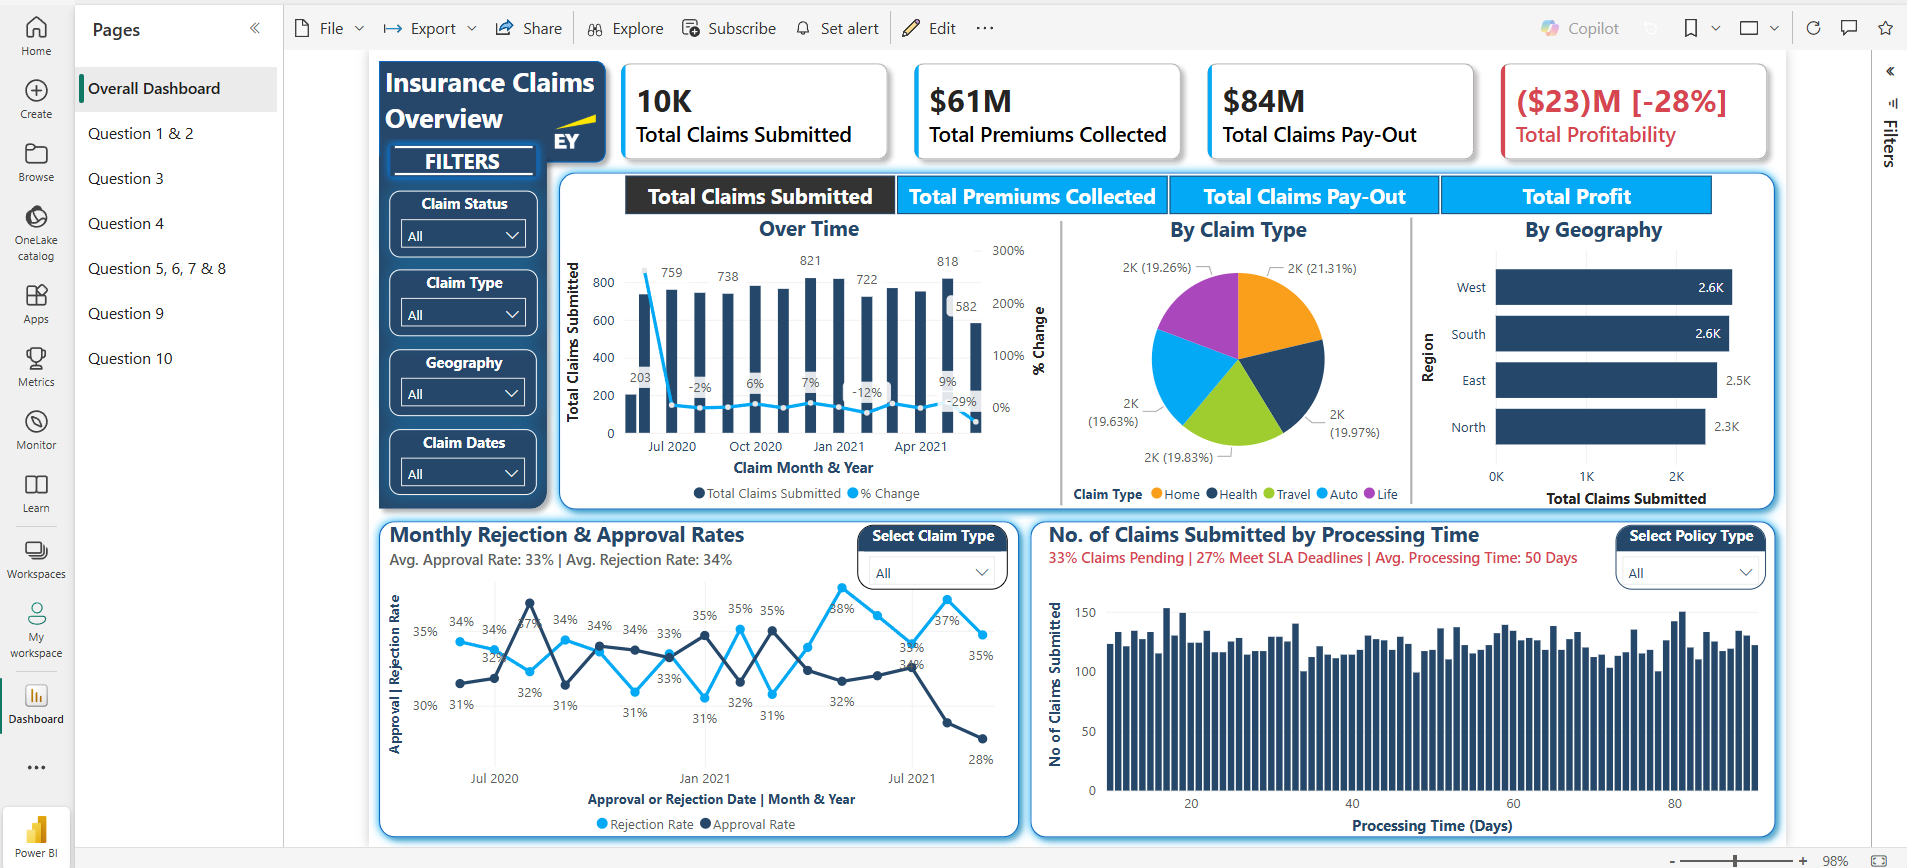 Home
Create
Browse
OneLake
catalog
Apps
Metrics
Monitor
Learn
Workspaces
My
workspace
Dashboard
Power BI
Pages
Overall Dashboard
Question 1 & 2
Question 3
Question 4
Question 5, 6, 7 & 8
Question 9
Question 10
File
Export
Share
Explore
Subscribe
Set alert
Edit
Copilot
Filters
Insurance Claims
Overview
EY
FILTERS
Claim Status
All
Claim Type
All
Geography
All
Claim Dates
All
10K
Total Claims Submitted
$61M
Total Premiums Collected
$84M
Total Claims Pay-Out
($23)M [-28%]
Total Profitability
Total Claims Submitted
Total Premiums Collected
Total Claims Pay-Out
Total Profit
Over Time
Total Claims Submitted
800
600
400
200
0
203
759
738
821
722
818
582
-2%
6%
7%
-12%
9%
-29%
300%
200%
100%
0%
% Change
Jul 2020
Oct 2020
Jan 2021
Apr 2021
Claim Month & Year
Total Claims Submitted
% Change
By Claim Type
2K (19.26%)
2K (21.31%)
2K
(19.63%)
2K
(19.97%)
2K (19.83%)
Claim Type
Home
Health
Travel
Auto
Life
By Geography
Region
West
2.6K
South
2.6K
East
2.5K
North
2.3K
0K
1K
2K
Total Claims Submitted
Monthly Rejection & Approval Rates
Avg. Approval Rate: 33% | Avg. Rejection Rate: 34%
Select Claim Type
All
Approval | Rejection Rate
35%
30%
34%
34%
37%
34%
34%
34%
33%
35%
35%
35%
38%
33%
37%
35%
31%
32%
32%
31%
31%
33%
31%
32%
31%
32%
34%
28%
Jul 2020
Jan 2021
Jul 2021
Approval or Rejection Date | Month & Year
Rejection Rate
Approval Rate
No. of Claims Submitted by Processing Time
33% Claims Pending | 27% Meet SLA Deadlines | Avg. Processing Time: 50 Days
Select Policy Type
All
No of Claims Submitted
150
100
50
0
20
40
60
80
Processing Time (Days)
- + 98%